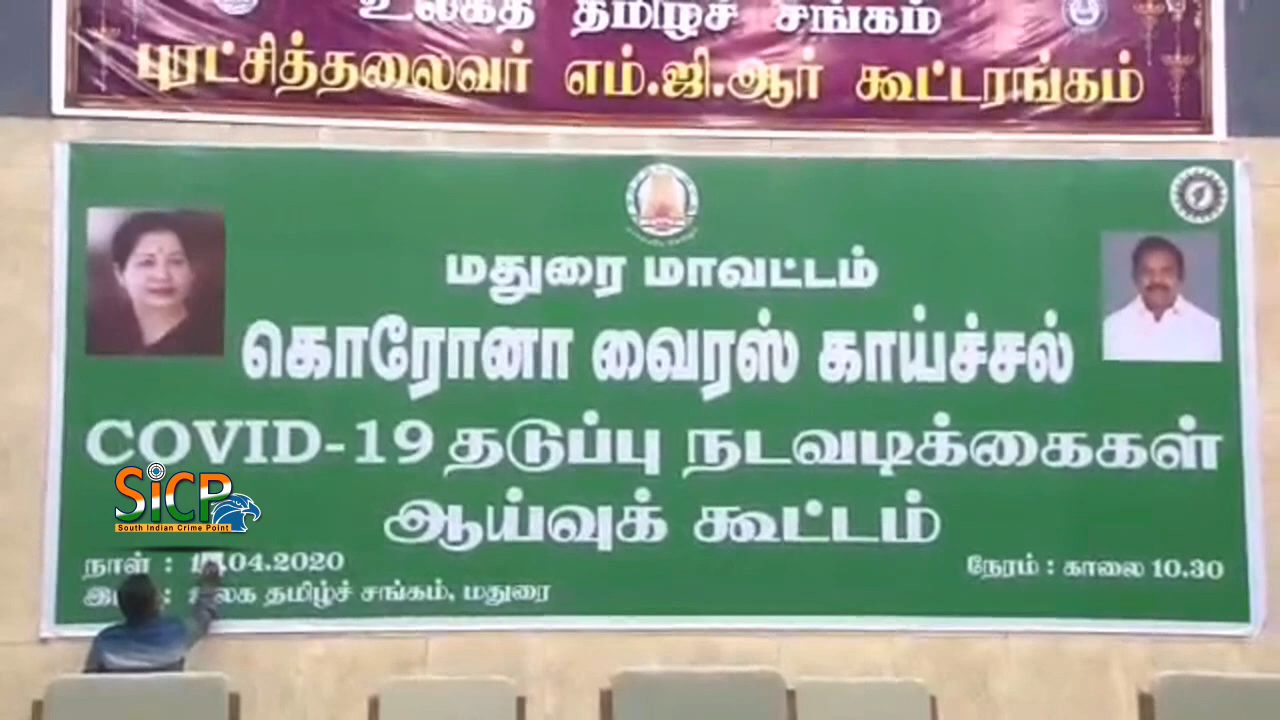 உலகத் தமிழ்ச் சங்கம்
புரட்சித்தலைவர் எம்.ஜி.ஆர் கூட்டரங்கம்
மதுரை மாவட்டம்
கொரோனா வைரஸ் காய்ச்சல்
COVID-19 தடுப்பு நடவடிக்கைகள்
SiCP
South Indian Crime Point
ஆய்வுக் கூட்டம்
நாள் : .04.2020
நேரம் : காலை 10.30
தமிழ்ச் சங்கம், மதுரை